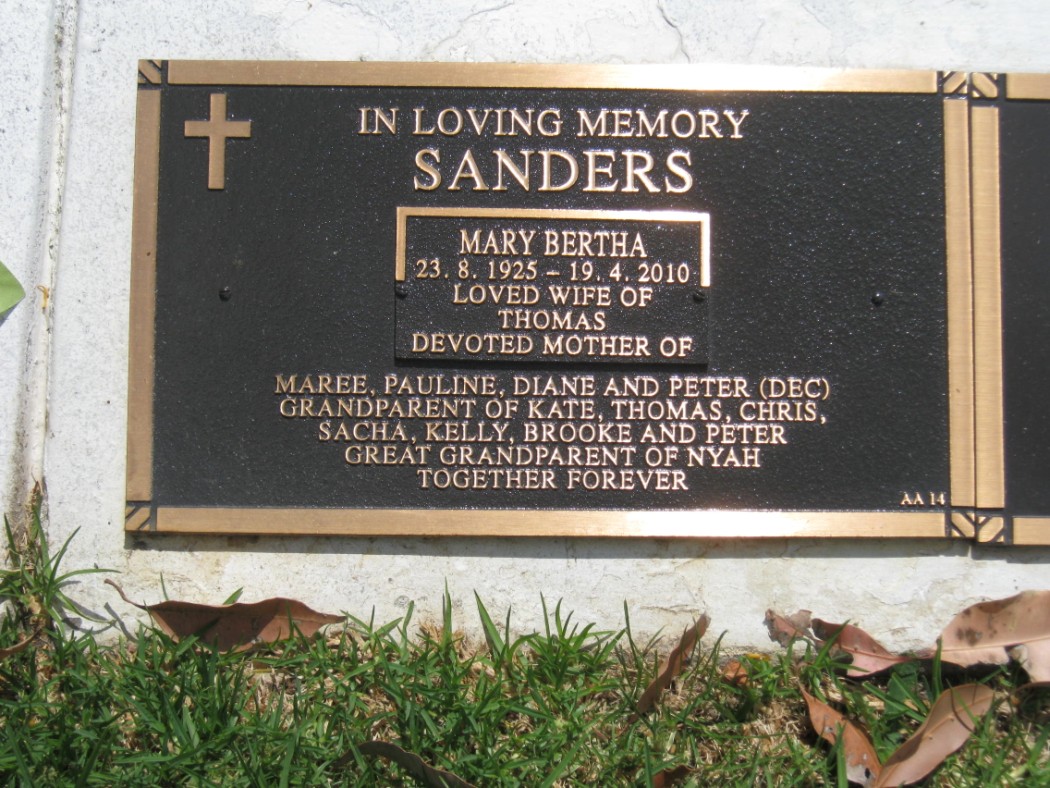 IN LOVING MEMORY
SANDERS
MARY BERTHA
23. 8. 1925 – 19. 4. 2010
LOVED WIFE OF
THOMAS
DEVOTED MOTHER OF
MAREE, PAULINE, DIANE AND PETER (DEC)
GRANDPARENT OF KATE, THOMAS, CHRIS,
SACHA, KELLY, BROOKE AND PETER
GREAT GRANDPARENT OF NYAH
TOGETHER FOREVER
AA 14